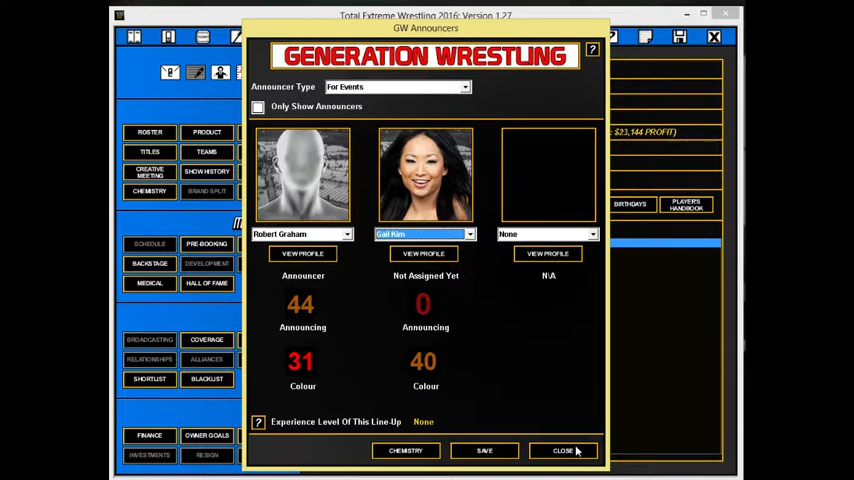 Total Extreme Wrestling 2016: Version 1.27
GW Announcers
GENERATION WRESTLING
?
Announcer Type
For Events
Only Show Announcers
Robert Graham
Gail Kim
None
VIEW PROFILE
VIEW PROFILE
VIEW PROFILE
Announcer
Not Assigned Yet
N\A
44
0
Announcing
Announcing
31
40
Colour
Colour
?
Experience Level Of This Line-Up
None
CHEMISTRY
SAVE
CLOSE
ROSTER
PRODUCT
TITLES
TEAMS
CREATIVE
MEETING
SHOW HISTORY
CHEMISTRY
BRAND SPLIT
SCHEDULE
PRE-BOOKING
BACKSTAGE
DEVELOPMENT
MEDICAL
HALL OF FAME
BROADCASTING
COVERAGE
RELATIONSHIPS
ALLIANCES
SHORTLIST
BLACKLIST
FINANCE
OWNER GOALS
INVESTMENTS
RESIGN
: $23,144 PROFIT)
BIRTHDAYS
PLAYER'S
HANDBOOK